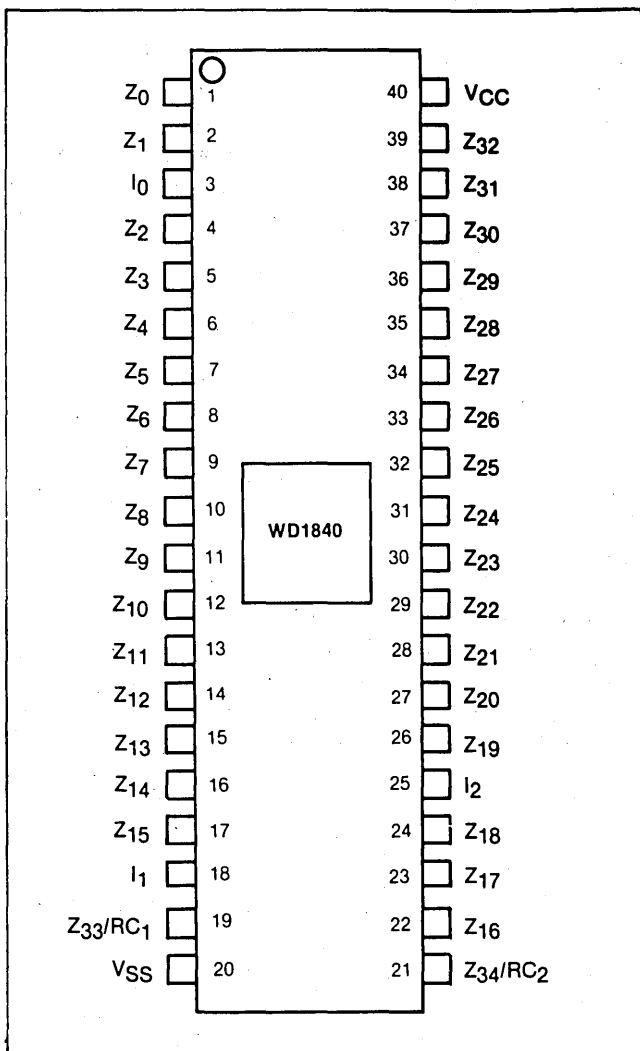 Z0 1 40 VCC
Z1 2 39 Z32
I0 3 38 Z31
Z2 4 37 Z30
Z3 5 36 Z29
Z4 6 35 Z28
Z5 7 34 Z27
Z6 8 33 Z26
Z7 9 32 Z25
Z8 10 31 Z24
WD1840
Z9 11 30 Z23
Z10 12 29 Z22
Z11 13 28 Z21
Z12 14 27 Z20
Z13 15 26 Z19
Z14 16 25 I2
Z15 17 24 Z18
I1 18 23 Z17
Z33/RC1 19 22 Z16
VSS 20 21 Z34/RC2